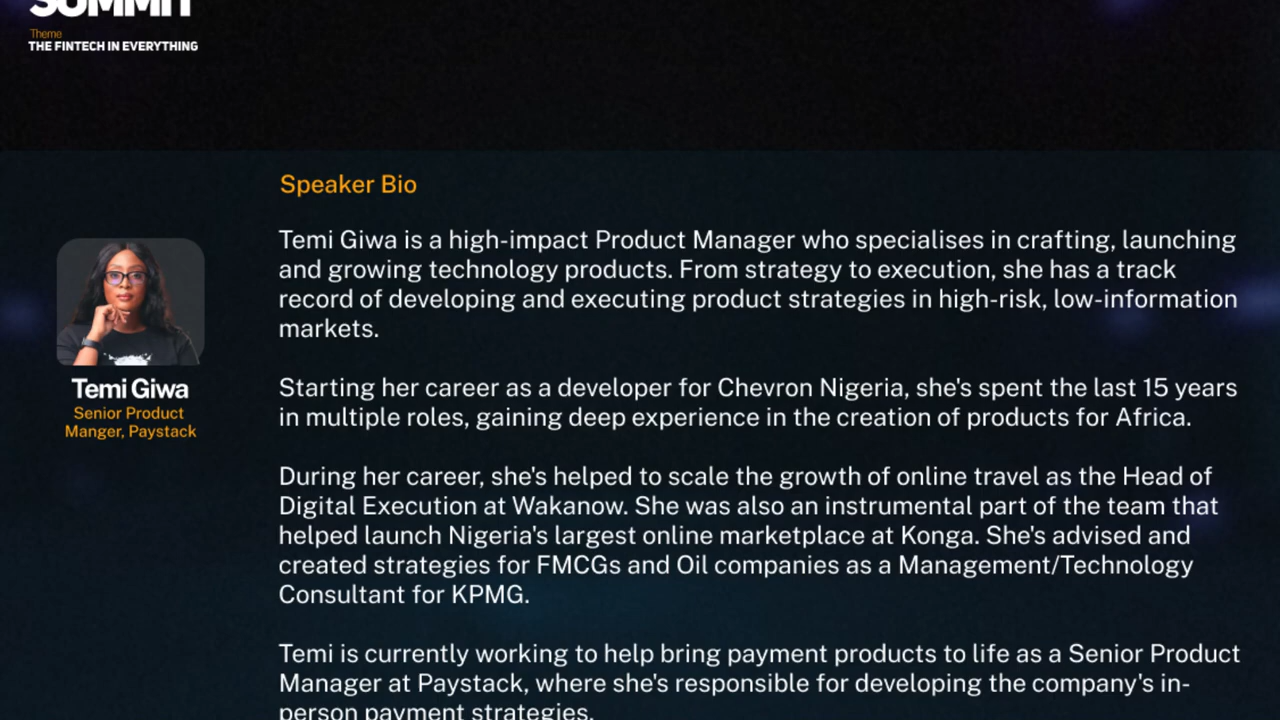 SUMMIT
Theme
THE FINTECH IN EVERYTHING
Speaker Bio
Temi Giwa is a high-impact Product Manager who specialises in crafting, launching
and growing technology products. From strategy to execution, she has a track
record of developing and executing product strategies in high-risk, low-information
markets.
Starting her career as a developer for Chevron Nigeria, she's spent the last 15 years
in multiple roles, gaining deep experience in the creation of products for Africa.
During her career, she's helped to scale the growth of online travel as the Head of
Digital Execution at Wakanow. She was also an instrumental part of the team that
helped launch Nigeria's largest online marketplace at Konga. She's advised and
created strategies for FMCGs and Oil companies as a Management/Technology
Consultant for KPMG.
Temi is currently working to help bring payment products to life as a Senior Product
Manager at Paystack, where she's responsible for developing the company's in-
person payment strategies.
Temi Giwa
Senior Product
Manger, Paystack